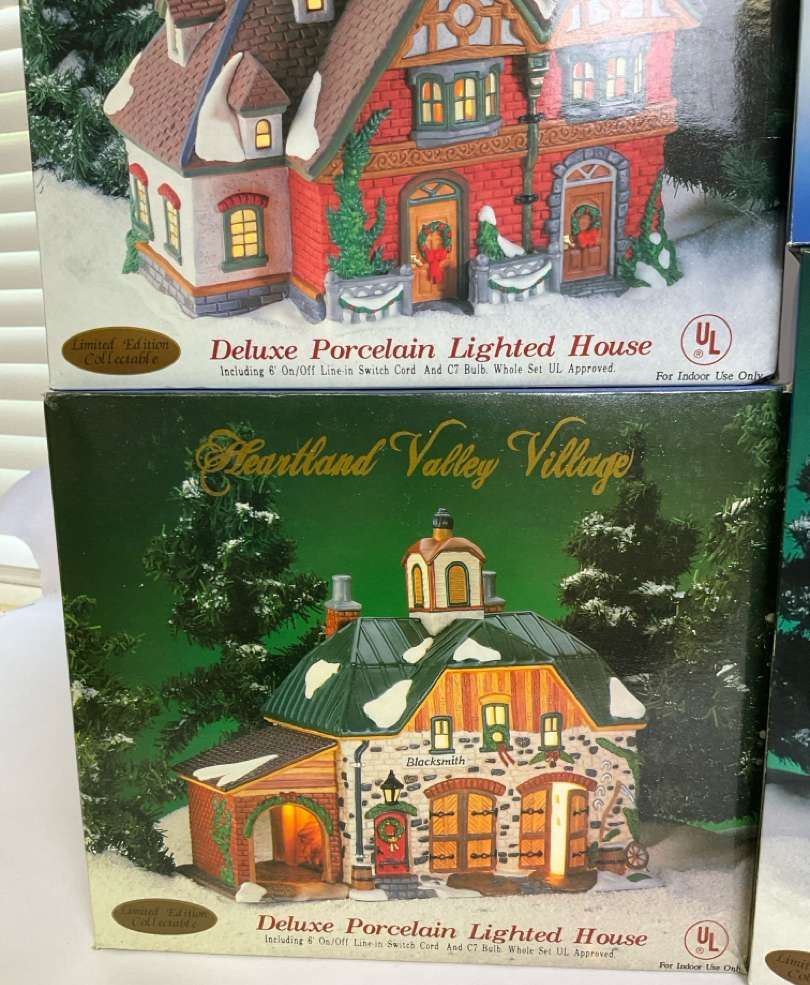 Limited Edition
Collectable
Deluxe Porcelain Lighted House
Including 6' On/Off Line-in Switch Cord And C7 Bulb. Whole Set UL Approved.
UL
For Indoor Use Only
Heartland Valley Village
Blacksmith
Limited Edition
Collectable
Deluxe Porcelain Lighted House
Including 6' On/Off Line-in Switch Cord And C7 Bulb. Whole Set UL Approved.
UL
For Indoor Use Only